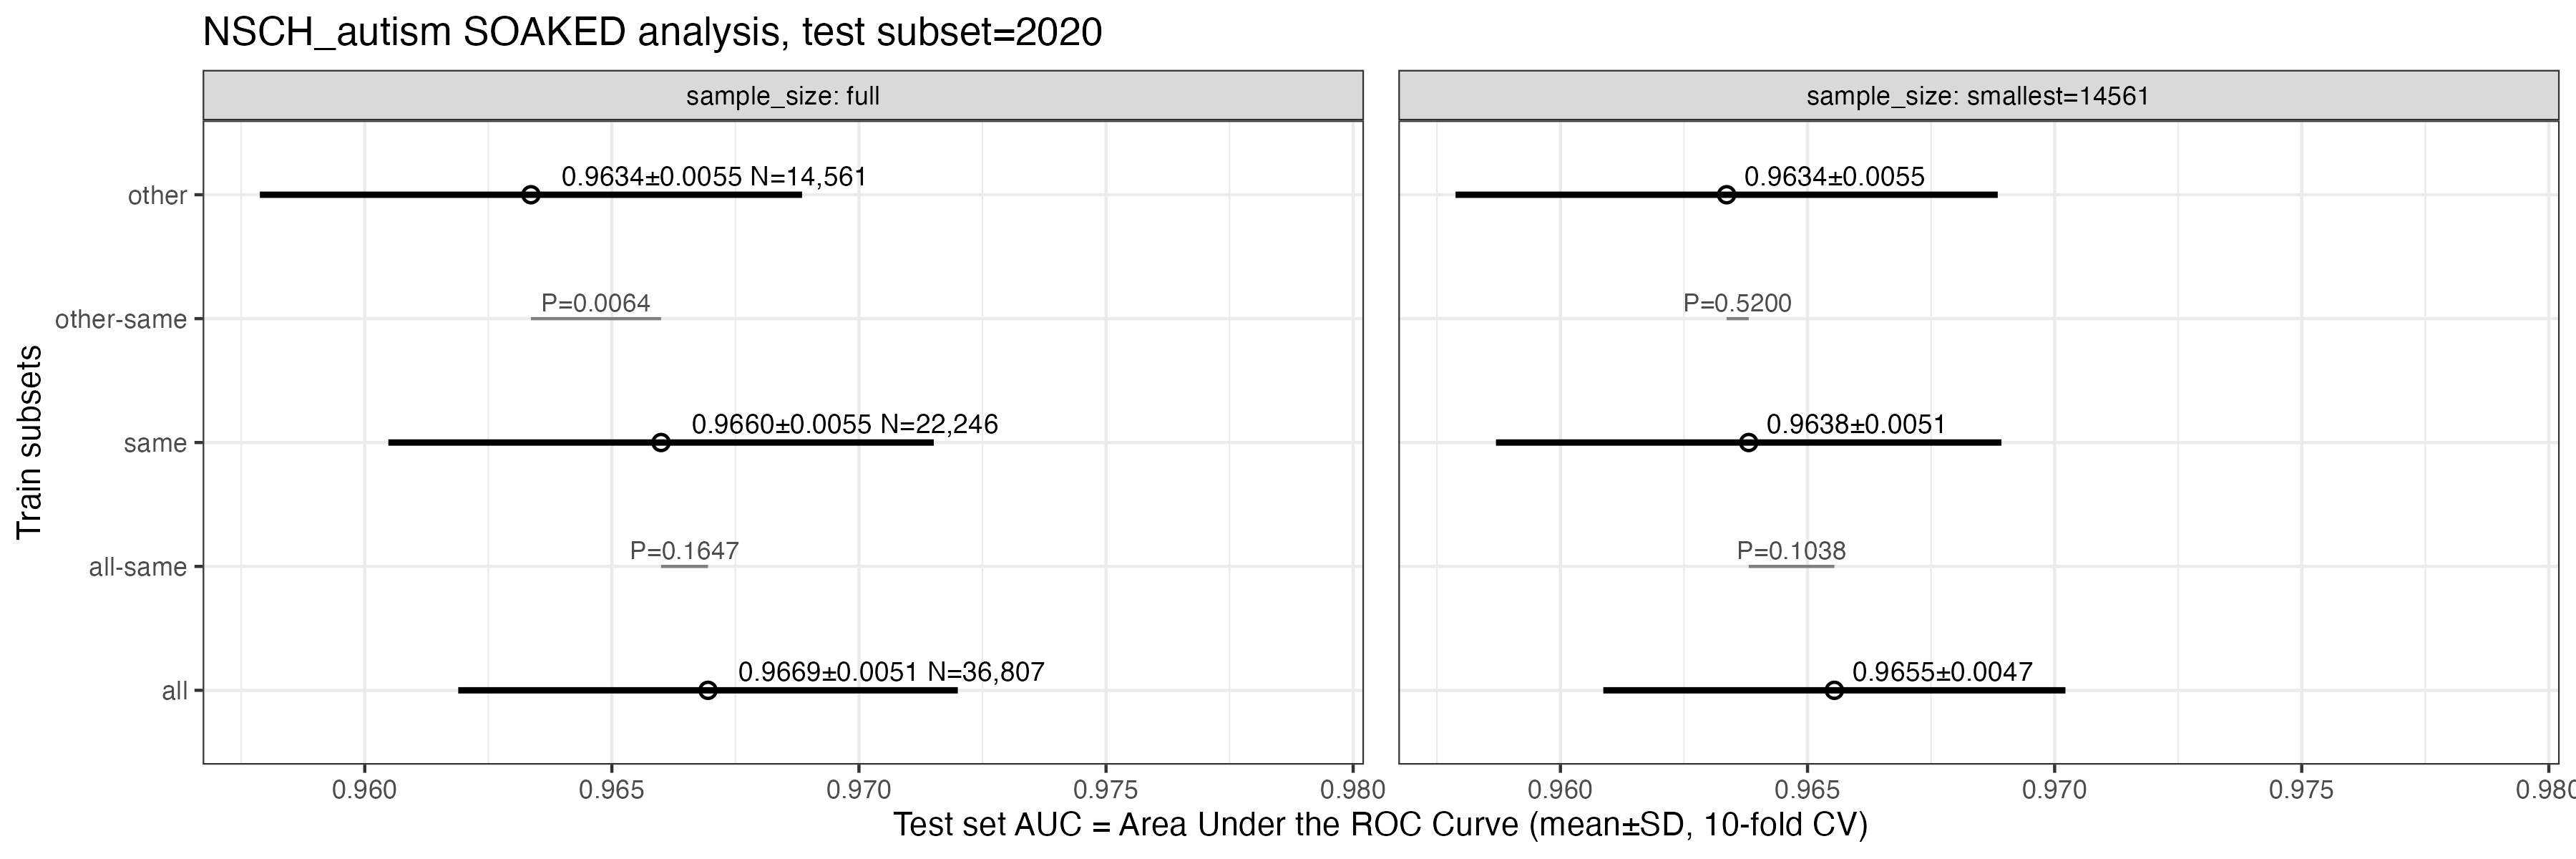 NSCH_autism SOAKED analysis, test subset=2020
sample_size: full
sample_size: smallest=14561
Train subsets
other
other-same
same
all-same
all
0.9634±0.0055 N=14,561
P=0.0064
0.9660±0.0055 N=22,246
P=0.1647
0.9669±0.0051 N=36,807
0.9634±0.0055
P=0.5200
0.9638±0.0051
P=0.1038
0.9655±0.0047
0.960 0.965 0.970 0.975 0.980
0.960 0.965 0.970 0.975 0.980
Test set AUC = Area Under the ROC Curve (mean±SD, 10-fold CV)